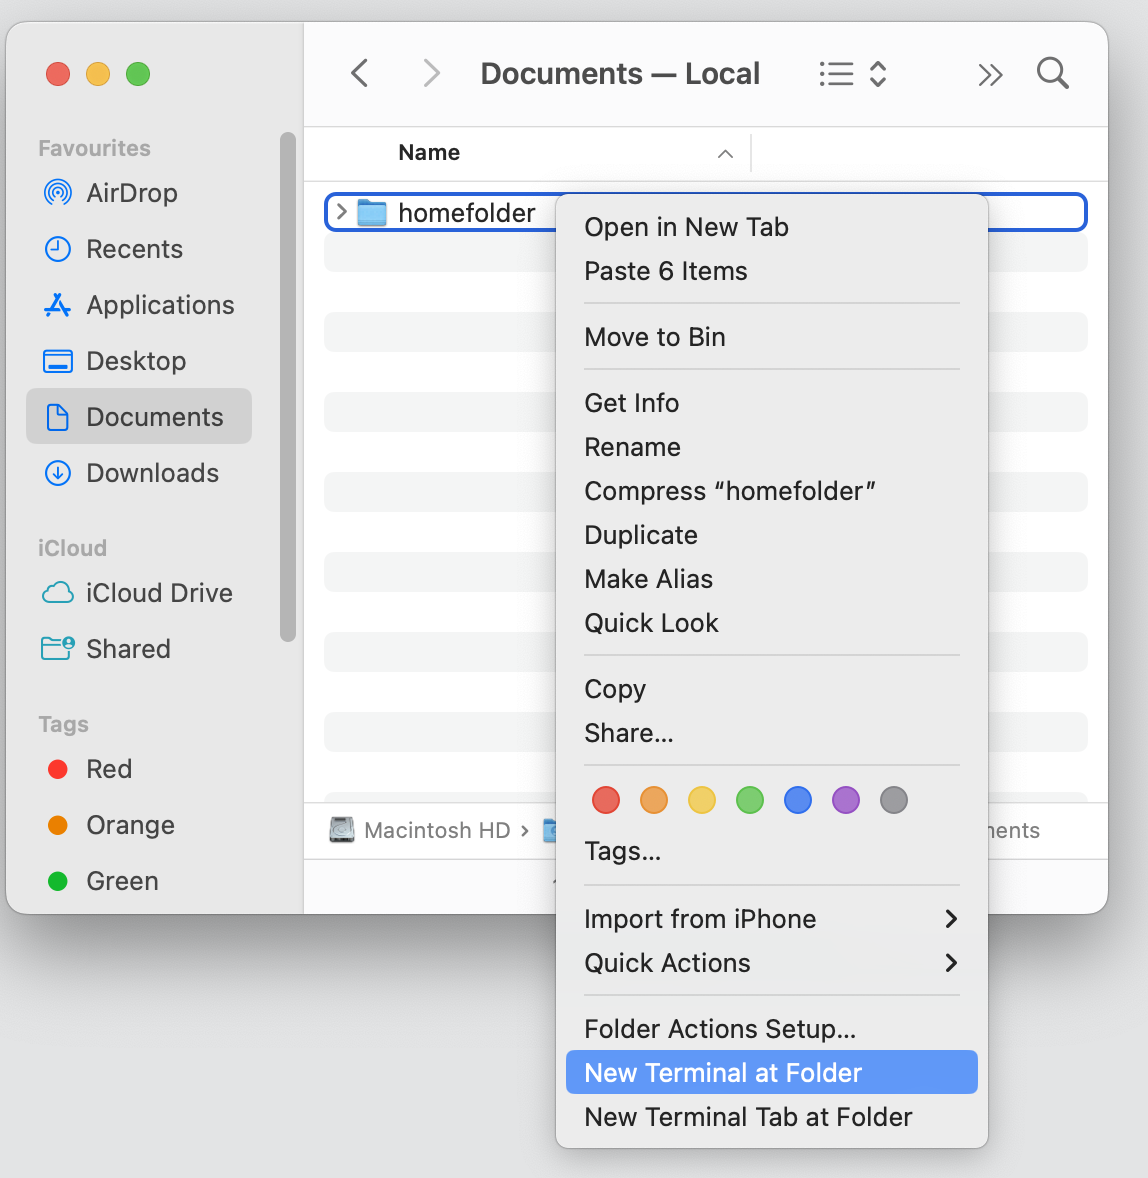 Documents — Local
Favourites
AirDrop
Recents
Applications
Desktop
Documents
Downloads
iCloud
iCloud Drive
Shared
Tags
Red
Orange
Green
Name
homefolder
Macintosh HD
Open in New Tab
Paste 6 Items
Move to Bin
Get Info
Rename
Compress “homefolder”
Duplicate
Make Alias
Quick Look
Copy
Share...
Tags...
Import from iPhone
Quick Actions
Folder Actions Setup...
New Terminal at Folder
New Terminal Tab at Folder